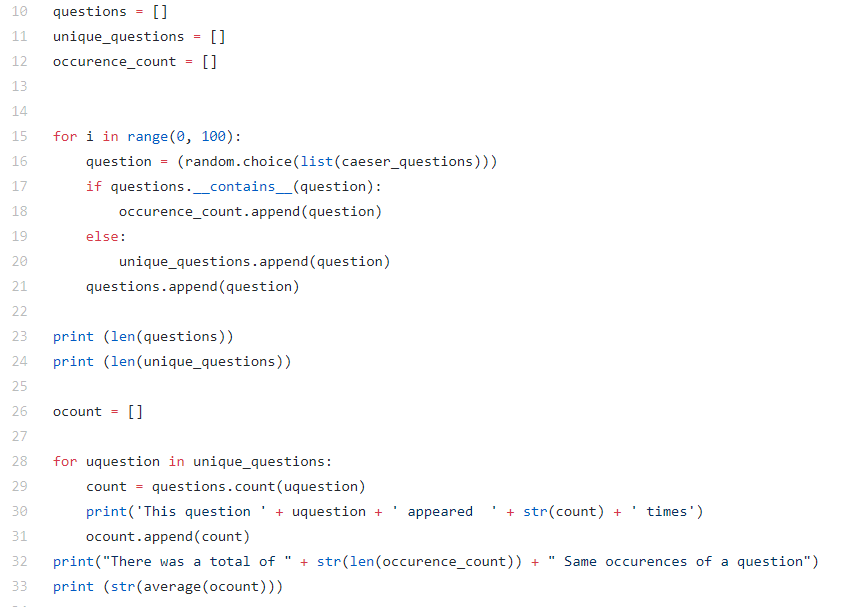 10 questions = []
11 unique_questions = []
12 occurence_count = []
13
14
15 for i in range(0, 100):
16     question = (random.choice(list(caeser_questions)))
17     if questions.__contains__(question):
18         occurence_count.append(question)
19     else:
20         unique_questions.append(question)
21     questions.append(question)
22
23 print (len(questions))
24 print (len(unique_questions))
25
26 ocount = []
27
28 for uquestion in unique_questions:
29     count = questions.count(uquestion)
30     print('This question ' + uquestion + ' appeared  ' + str(count) + ' times')
31     ocount.append(count)
32 print("There was a total of " + str(len(occurence_count)) + " Same occurences of a question")
33 print (str(average(ocount)))